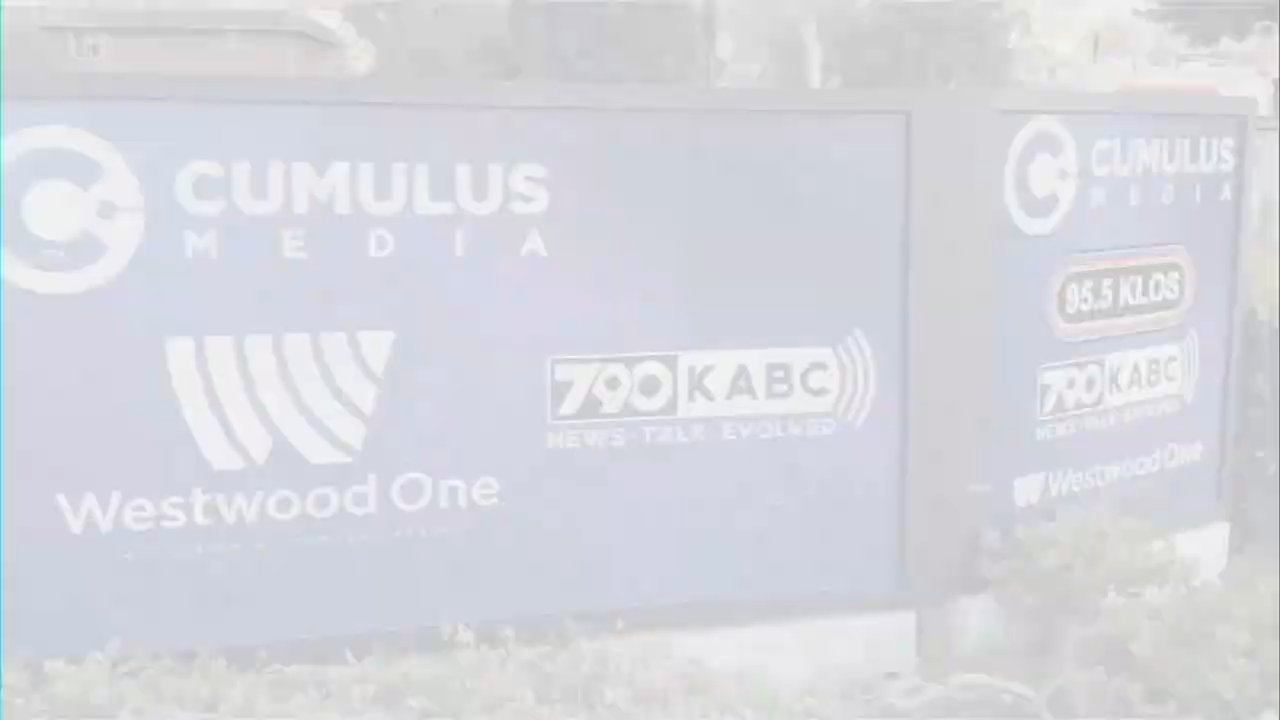 CUMULUS
MEDIA
Westwood One
790 KABC
NEWS·TALK EVOLVED
CUMULUS
MEDIA
95.5 KLOS
790 KABC
NEWS·TALK EVOLVED
Westwood One